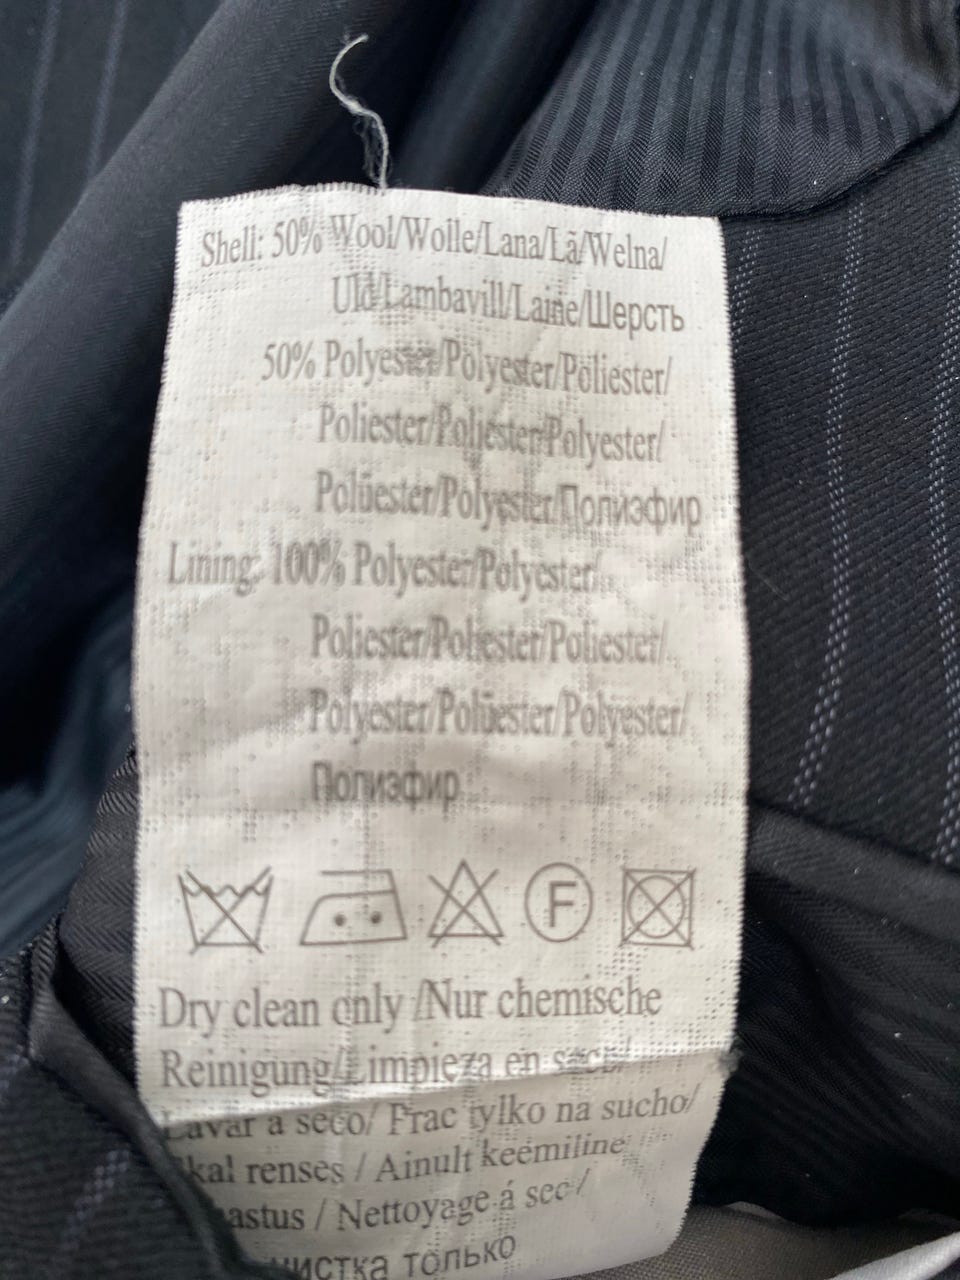 Shell: 50% Wool/Wolle/Lana/Lã/Welna/
Uld/Lambavill/Laine/Шерсть
50% Polyester/Polyester/Poliester/
Poliester/Poliester/Polyester/
Polüester/Polyester/Полиэфир
Lining: 100% Polyester/Polyester/
Poliester/Poliester/Poliester/
Polyester/Polüester/Polyester/
Полиэфир
F
Dry clean only /Nur chemische
Reinigung/Limpieza en seco/
Lavar a seco/ Prac tylko na sucho/
Skal renses / Ainult keemiline
/ Nettoyage á sec /
только